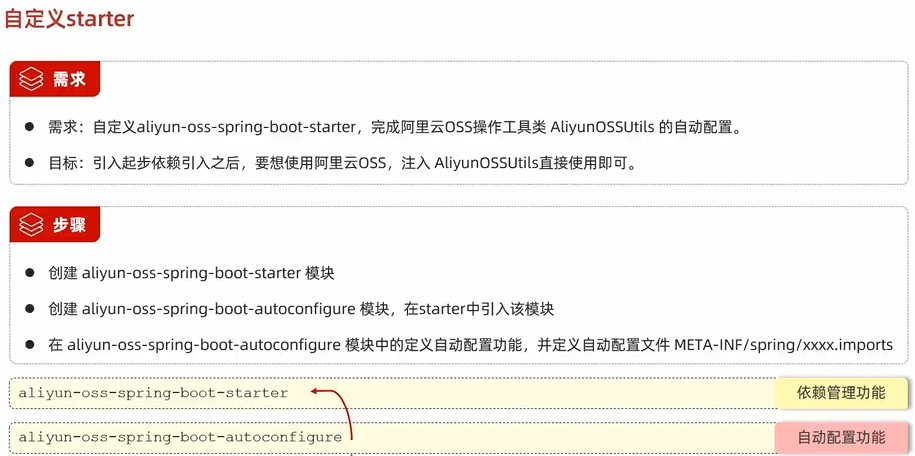 自定义starter
需求
需求：自定义aliyun-oss-spring-boot-starter，完成阿里云OSS操作工具类 AliyunOSSUtils 的自动配置。
目标：引入起步依赖引入之后，要想使用阿里云OSS，注入 AliyunOSSUtils直接使用即可。
步骤
创建 aliyun-oss-spring-boot-starter 模块
创建 aliyun-oss-spring-boot-autoconfigure 模块，在starter中引入该模块
在 aliyun-oss-spring-boot-autoconfigure 模块中的定义自动配置功能，并定义自动配置文件 META-INF/spring/xxxx.imports
aliyun-oss-spring-boot-starter 依赖管理功能
aliyun-oss-spring-boot-autoconfigure 自动配置功能